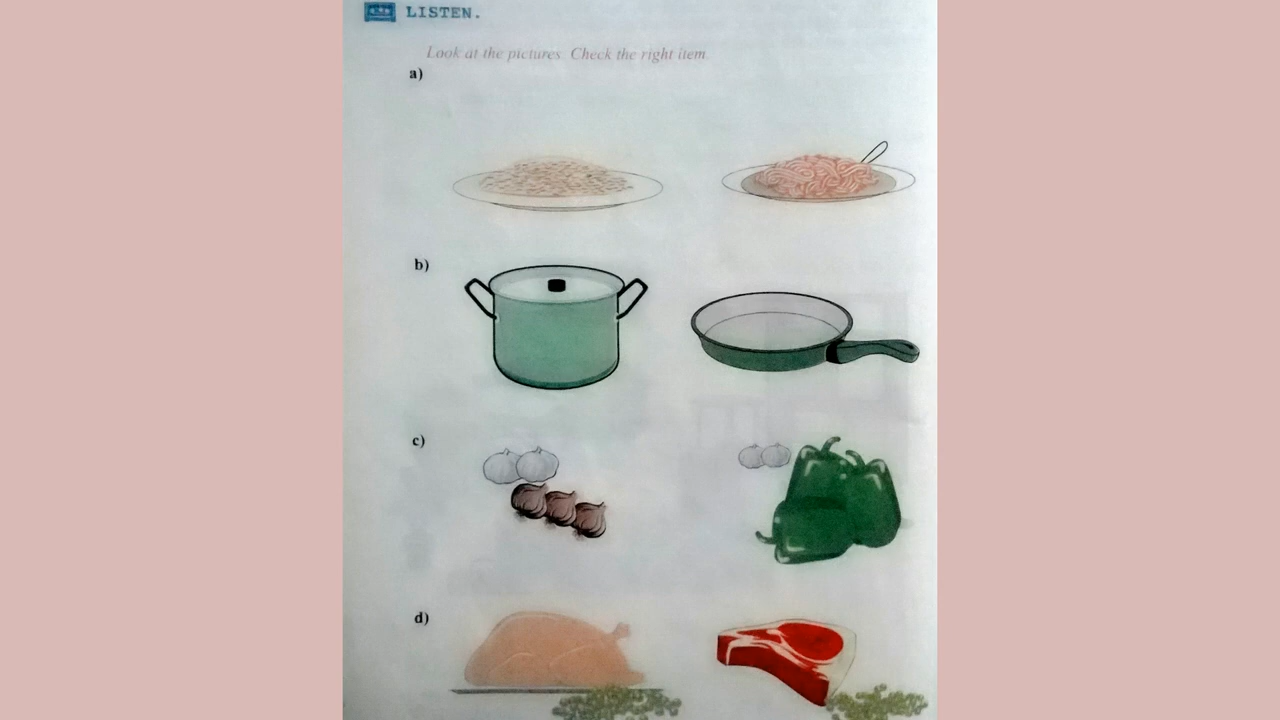 LISTEN.
Look at the pictures. Check the right item.
a)
b)
c)
d)